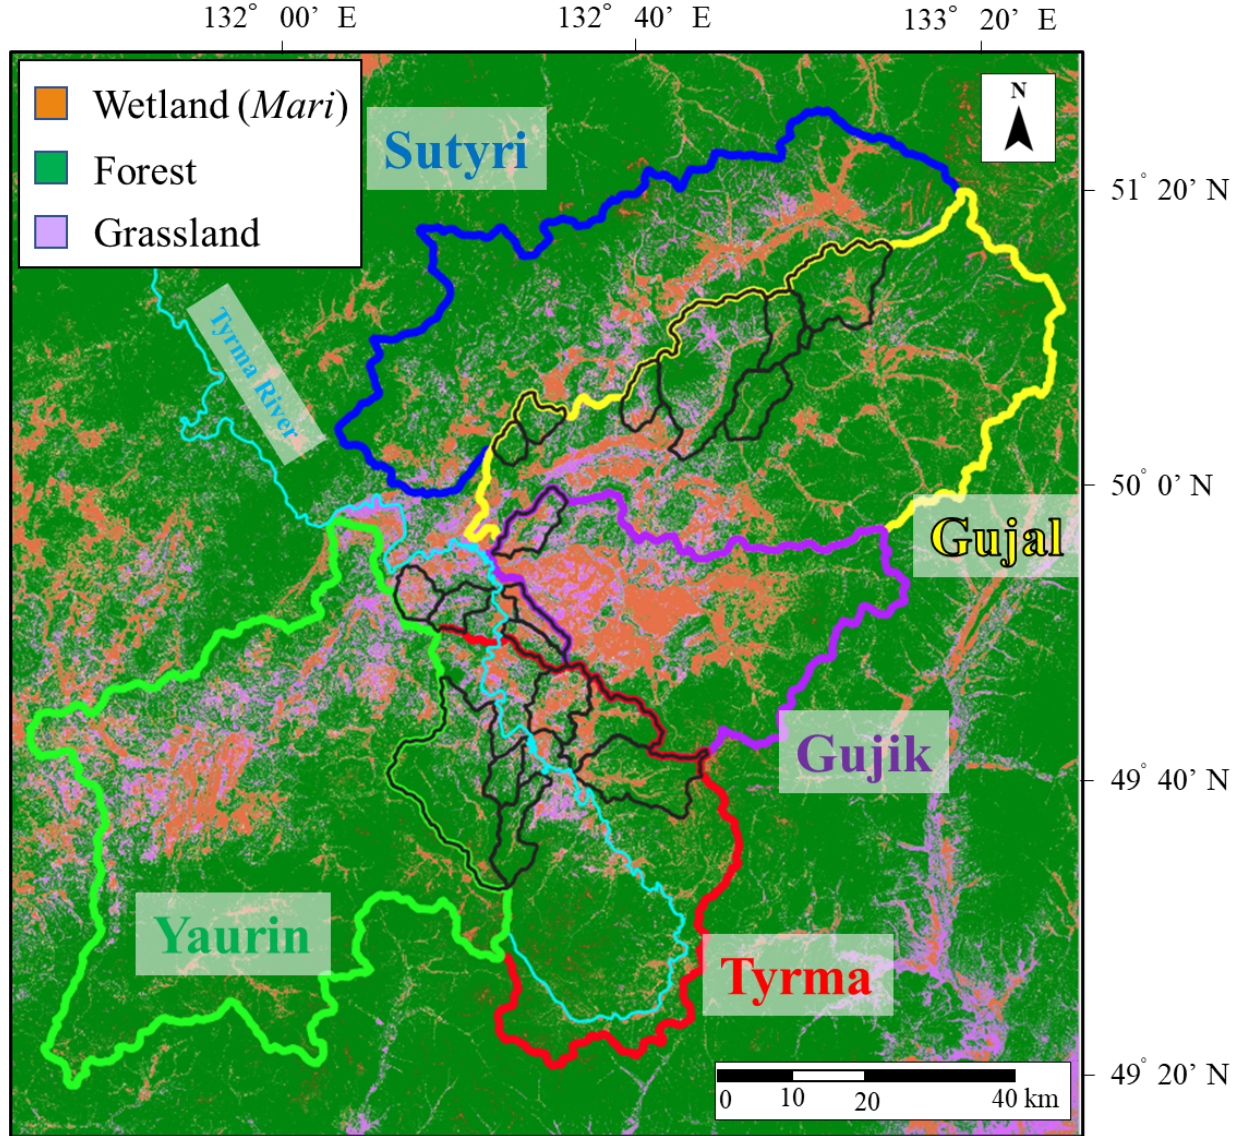 132° 00’ E
132° 40’ E
133° 20’ E
Wetland (Mari)
Forest
Grassland
Sutyri
N
51° 20’ N
Tyrma River
50° 0’ N
Gujal
Gujik
49° 40’ N
Yaurin
Tyrma
49° 20’ N
0 10 20 40 km